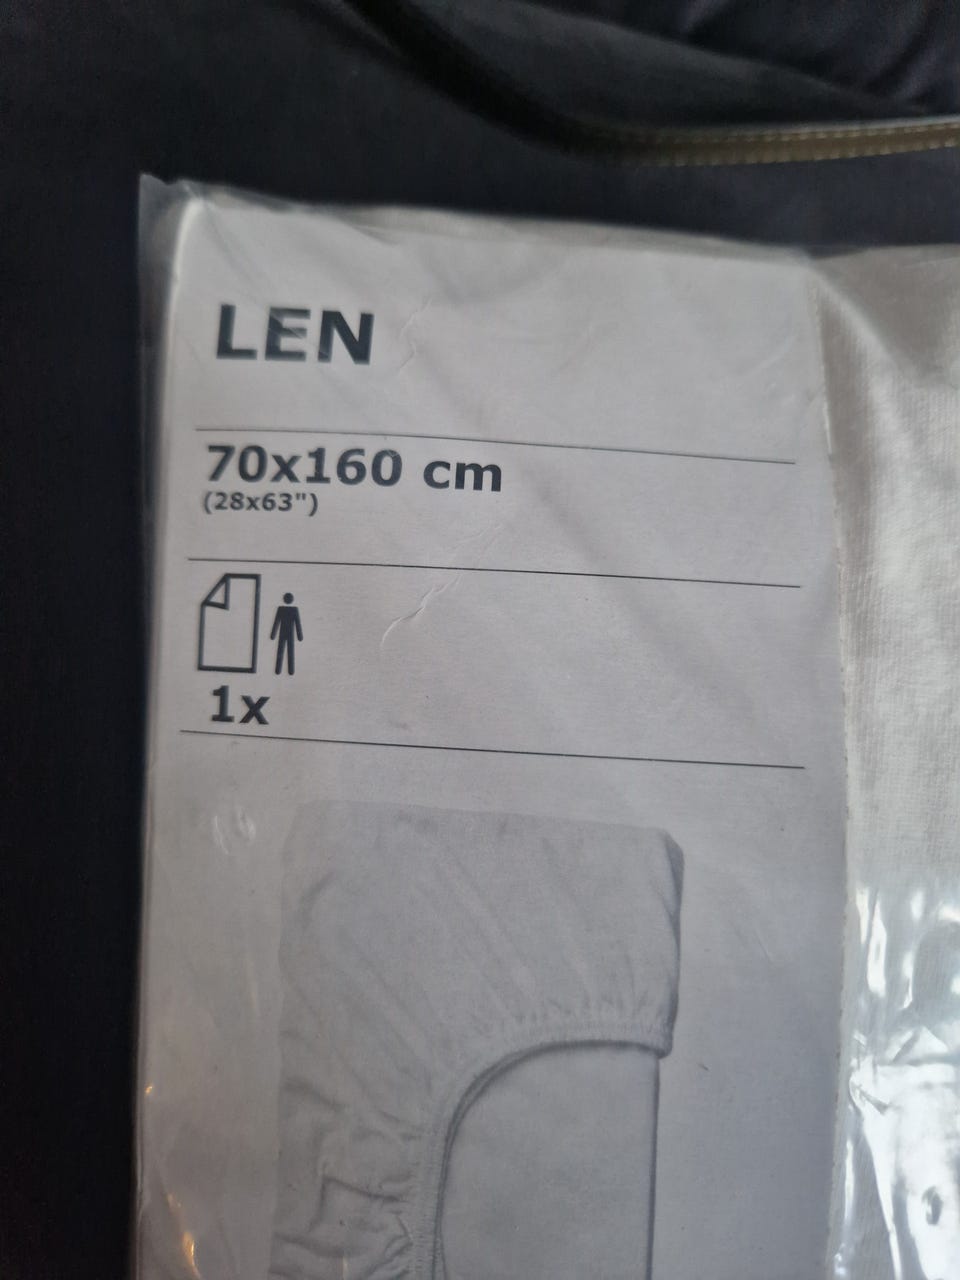 LEN
70x160 cm
(28x63")
1x